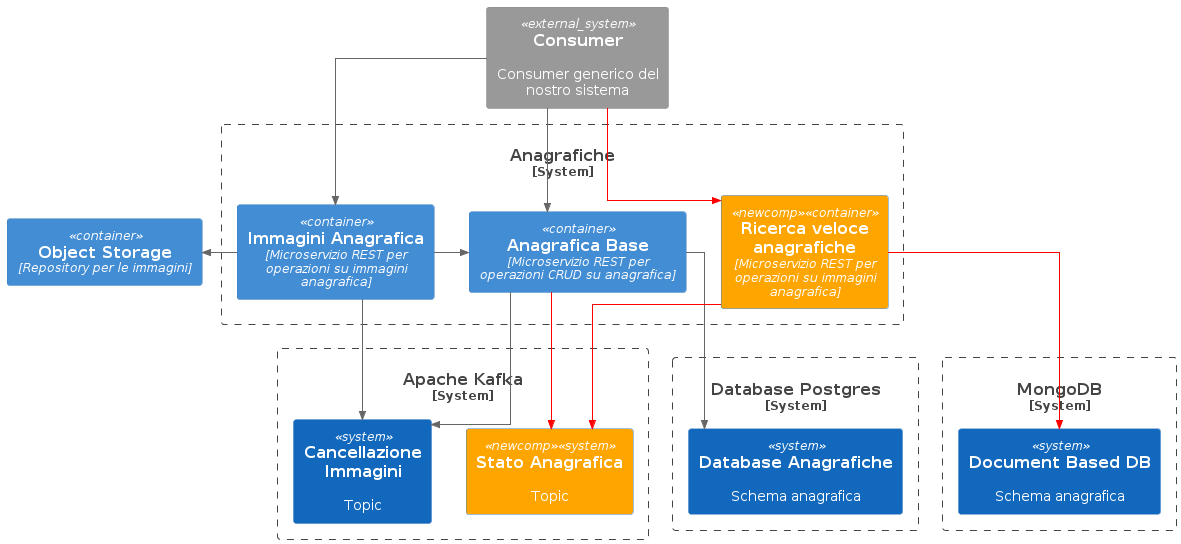 «external_system»
Consumer
Consumer generico del
nostro sistema
Anagrafiche
[System]
«container»
Object Storage
[Repository per le immagini]
«container»
Immagini Anagrafica
[Microservizio REST per
operazioni su immagini
anagrafica]
«container»
Anagrafica Base
[Microservizio REST per
operazioni CRUD su anagrafica]
«newcomp»«container»
Ricerca veloce
anagrafiche
[Microservizio REST per
operazioni su immagini
anagrafica]
Apache Kafka
[System]
«system»
Cancellazione
Immagini
Topic
«newcomp»«system»
Stato Anagrafica
Topic
Database Postgres
[System]
«system»
Database Anagrafiche
Schema anagrafica
MongoDB
[System]
«system»
Document Based DB
Schema anagrafica